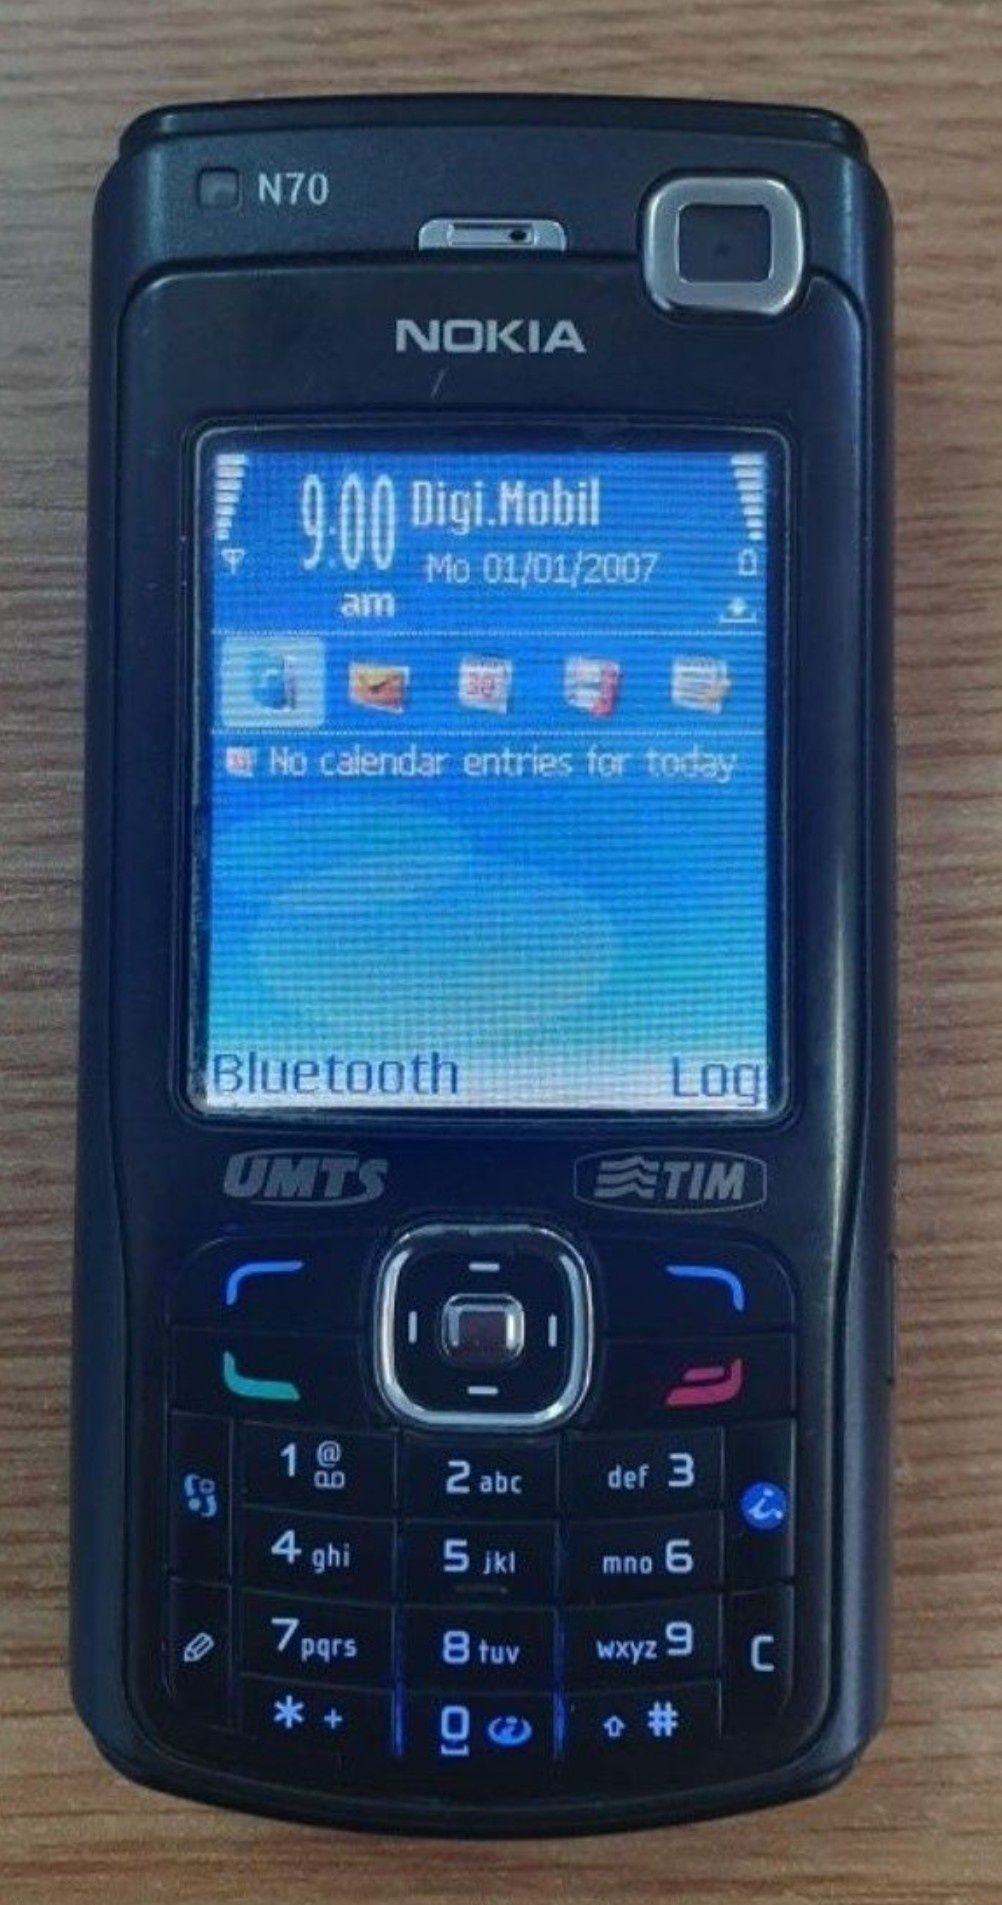 N70
NOKIA
9:00 Digi.Mobil
am Mo 01/01/2007
No calendar entries for today
Bluetooth Log
UMTS TIM
1 @ 2 abc def 3
4 ghi 5 jkl mno 6
7 pqrs 8 tuv wxyz 9 C
* + 0 #